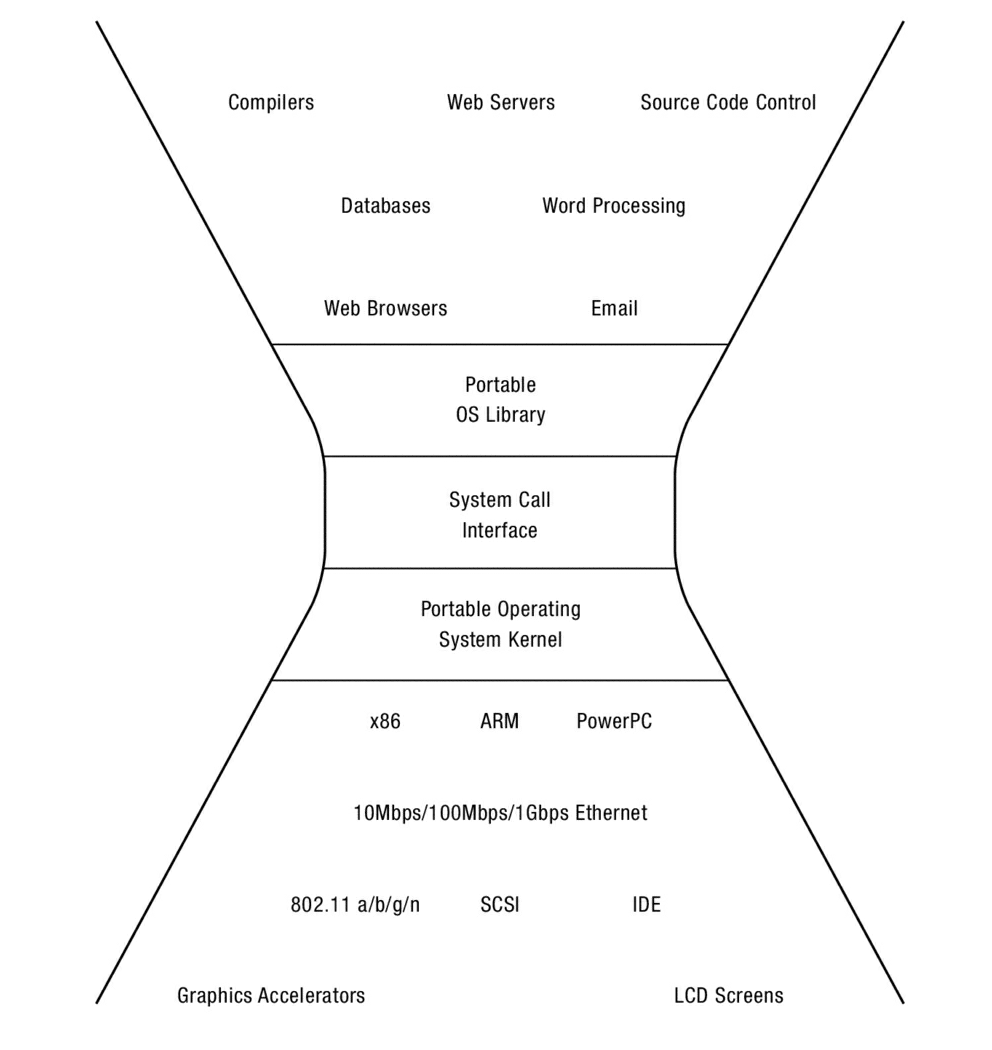 Compilers Web Servers Source Code Control
Databases Word Processing
Web Browsers Email
Portable
OS Library
System Call
Interface
Portable Operating
System Kernel
x86 ARM PowerPC
10Mbps/100Mbps/1Gbps Ethernet
802.11 a/b/g/n SCSI IDE
Graphics Accelerators LCD Screens